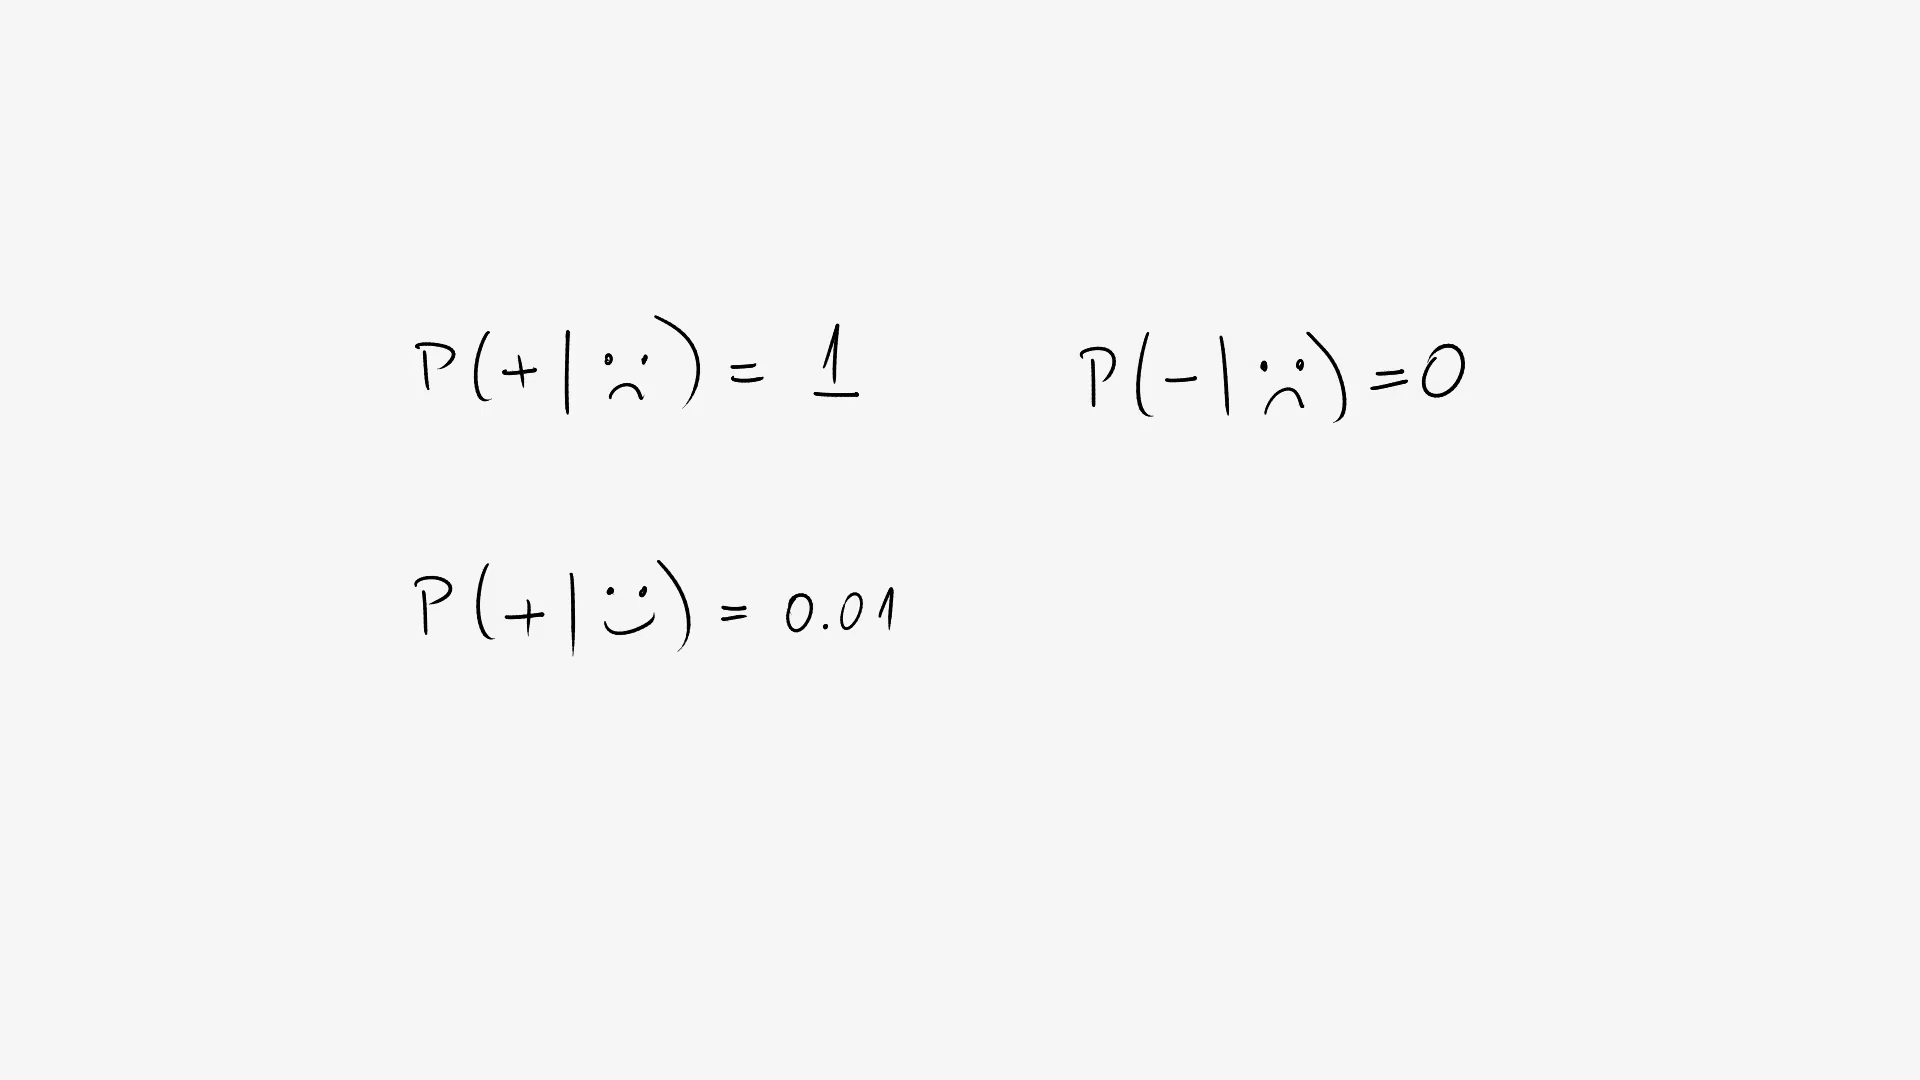 P(+|☹) = 1 P(-|☹) = 0
P(+|☺) = 0.01